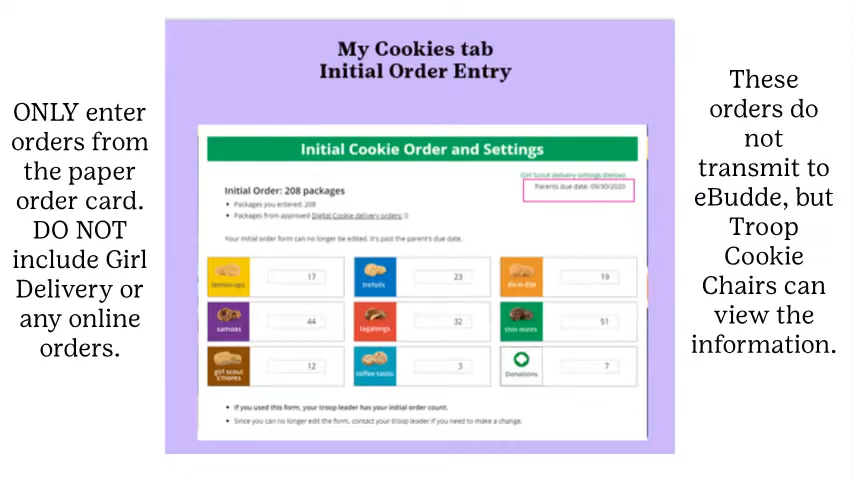 My Cookies tab
Initial Order Entry
ONLY enter
orders from
the paper
order card.
DO NOT
include Girl
Delivery or
any online
orders.
Initial Cookie Order and Settings
Girl Scout delivery settings
Parents due date: 09/30/2020
Initial Order: 208 packages
• Packages you entered: 208
• Packages from approved Digital Cookie delivery orders: 0
Your initial order form can no longer be edited. It's past the parent's due date.
lemon-ups 17
trefoils 23
do-si-dos 19
samoas 44
tagalongs 32
thin mints 51
girl scout
s'mores 12
toffee-tastic 3
Donations 7
• If you used this form, your troop leader has your initial order count.
• Since you can no longer edit the form, contact your troop leader if you need to make a change.
These
orders do
not
transmit to
eBudde, but
Troop
Cookie
Chairs can
view the
information.